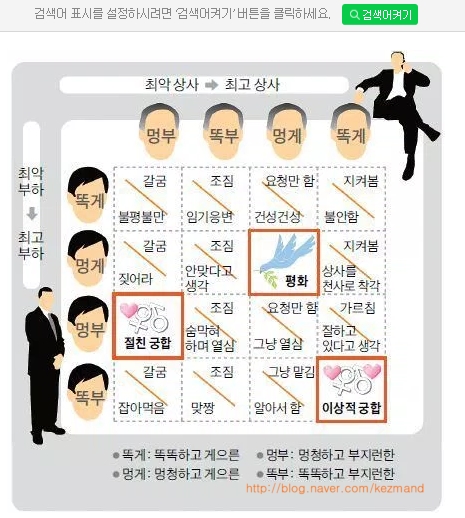 검색어 표시를 설정하시려면 '검색어켜기' 버튼을 클릭하세요. 검색어켜기
최악 상사 → 최고 상사
멍부 똑부 멍게 똑게
최악
부하
↓
최고
부하
똑게
갈굼 조짐 요청만 함 지켜봄
불평불만 임기응변 건성건성 불안함
멍게
갈굼 조짐 평화 지켜봄
짖어라 안맞다고
생각 상사를
천사로 착각
멍부
절친 궁합 조짐 요청만 함 가르침
숨막혀
하며 열심 그냥 열심 잘하고
있다고 생각
똑부
갈굼 조짐 그냥 맡김 이상적 궁합
잡아먹음 맞짱 알아서 함
● 똑게: 똑똑하고 게으른 ● 멍부: 멍청하고 부지런한
● 멍게: 멍청하고 게으른 ● 똑부: 똑똑하고 부지런한
http://blog.naver.com/kezmand